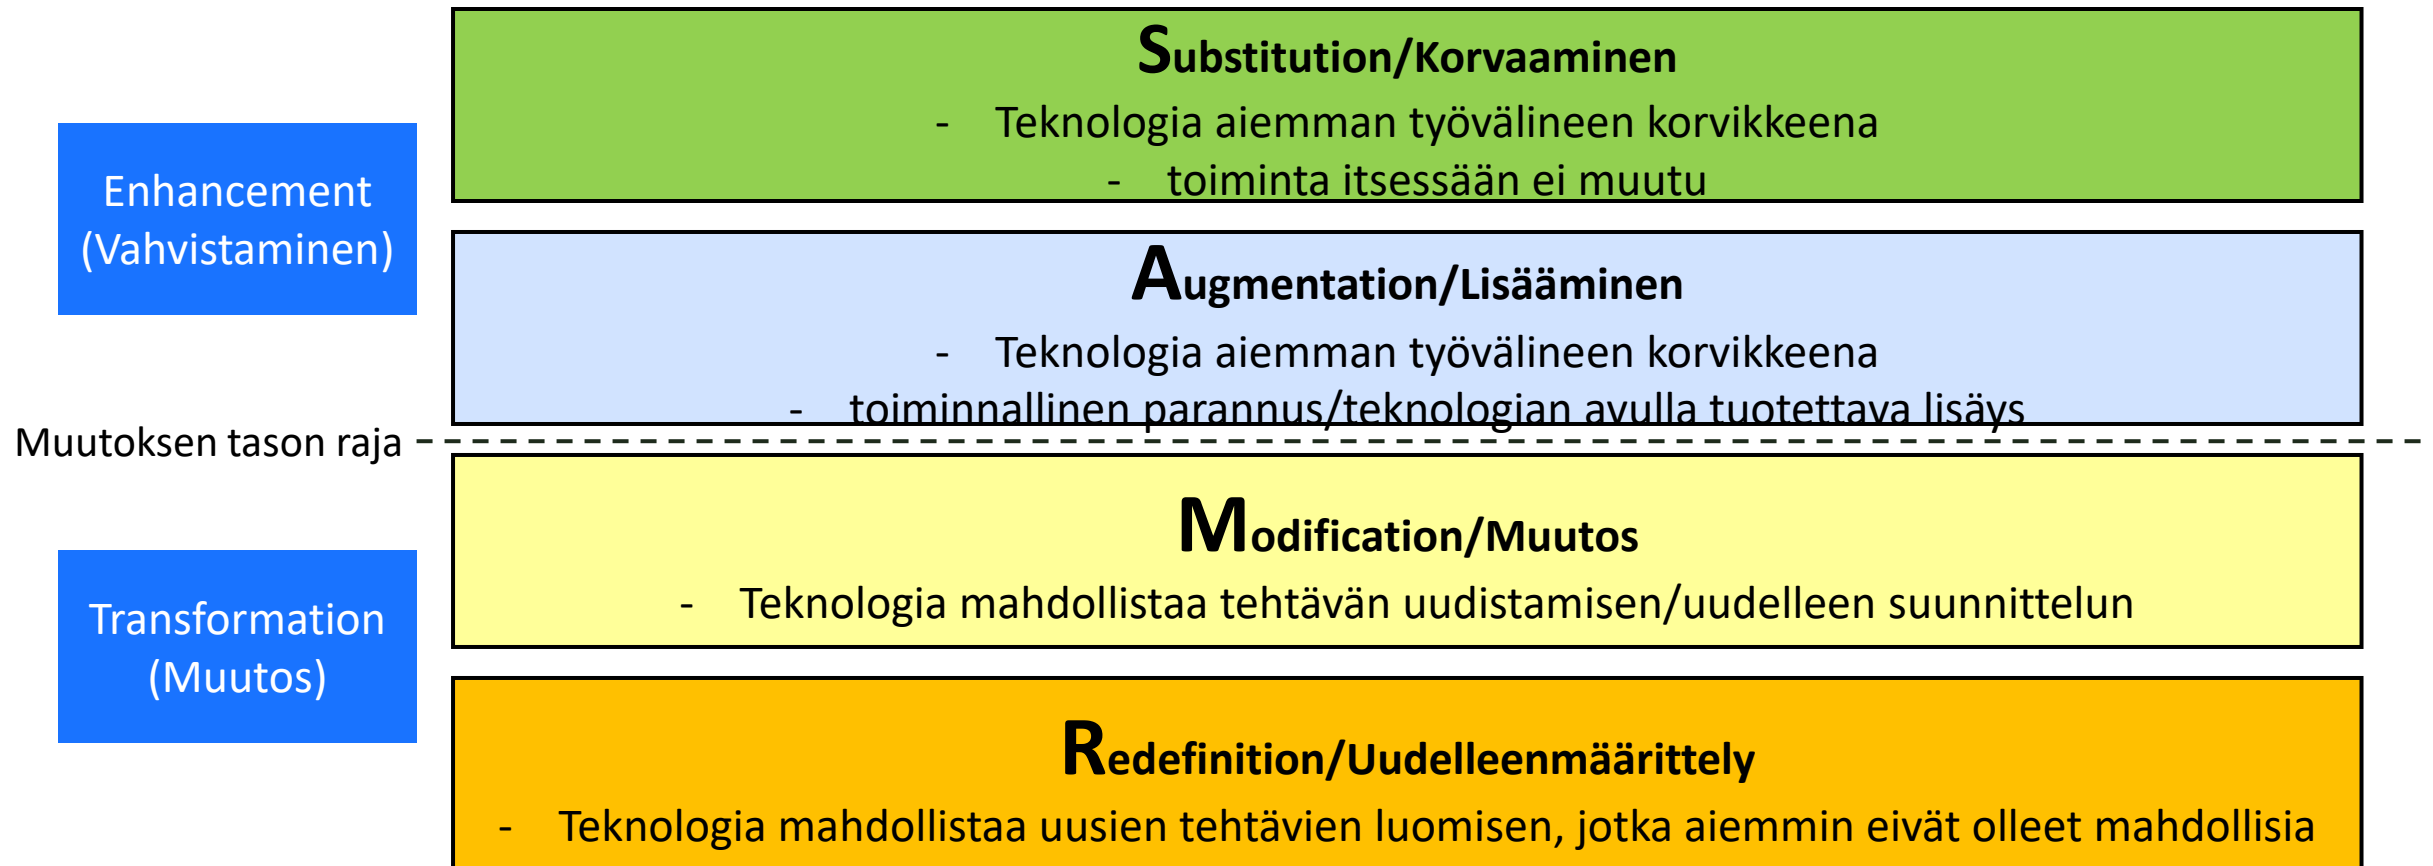 Substitution/Korvaaminen
- Teknologia aiemman työvälineen korvikkeena
- toiminta itsessään ei muutu
Enhancement
(Vahvistaminen)
Augmentation/Lisääminen
- Teknologia aiemman työvälineen korvikkeena
- toiminnallinen parannus/teknologian avulla tuotettava lisäys
Muutoksen tason raja
Modification/Muutos
- Teknologia mahdollistaa tehtävän uudistamisen/uudelleen suunnittelun
Transformation
(Muutos)
Redefinition/Uudelleenmäärittely
- Teknologia mahdollistaa uusien tehtävien luomisen, jotka aiemmin eivät olleet mahdollisia